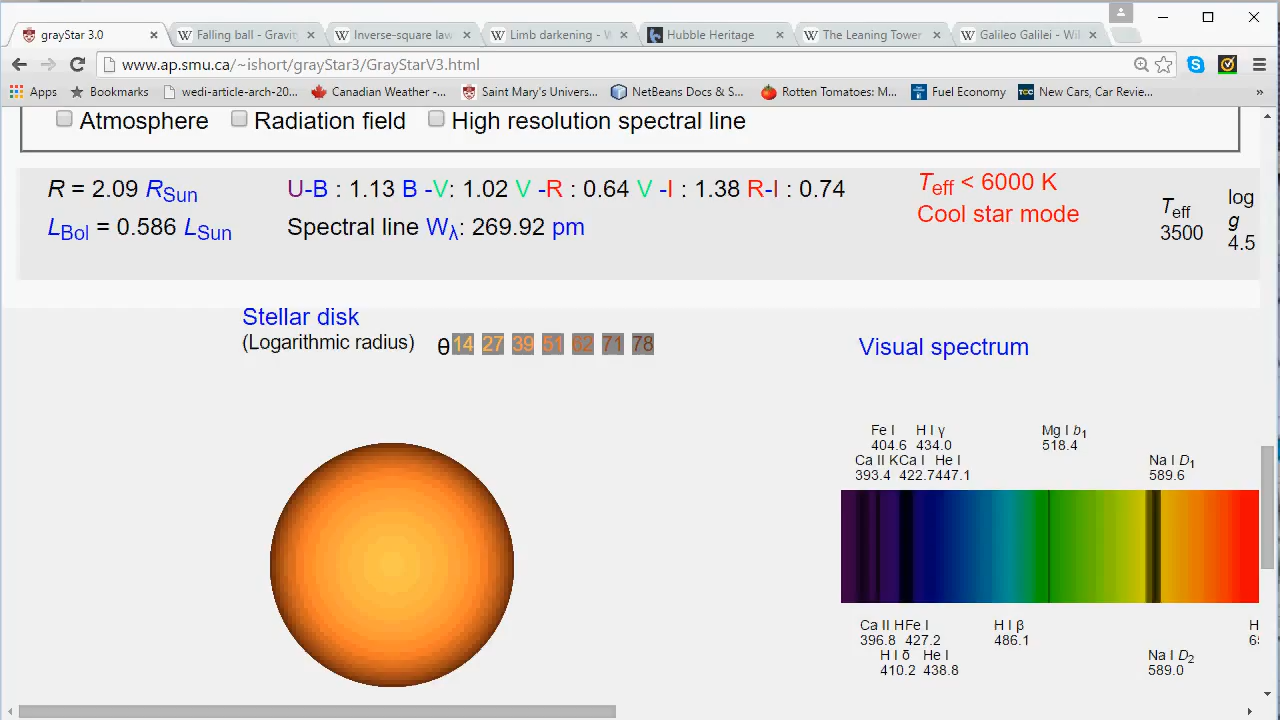 grayStar 3.0
Falling ball - Gravi
Inverse-square law
Limb darkening - W
Hubble Heritage
The Leaning Tower
Galileo Galilei - Wi
www.ap.smu.ca/~ishort/grayStar3/GrayStarV3.html
Apps
Bookmarks
wedi-article-arch-20...
Canadian Weather -...
Saint Mary's Univers...
NetBeans Docs & S...
Rotten Tomatoes: M...
Fuel Economy
New Cars, Car Revie...
»
Atmosphere
Radiation field
High resolution spectral line
R = 2.09 RSun
U-B : 1.13 B -V: 1.02 V -R : 0.64 V -I : 1.38 R-I : 0.74
LBol = 0.586 LSun
Spectral line Wλ: 269.92 pm
Teff < 6000 K
Cool star mode
Teff
3500
log
g
4.5
Stellar disk
(Logarithmic radius)
θ 14 27 39 51 62 71 78
Visual spectrum
Fe I H I γ Mg I b1
404.6 434.0 518.4
Ca II K Ca I He I Na I D1
393.4 422.7 447.1 589.6
Ca II H Fe I H I β H
396.8 427.2 486.1
H I δ He I Na I D2
410.2 438.8 589.0